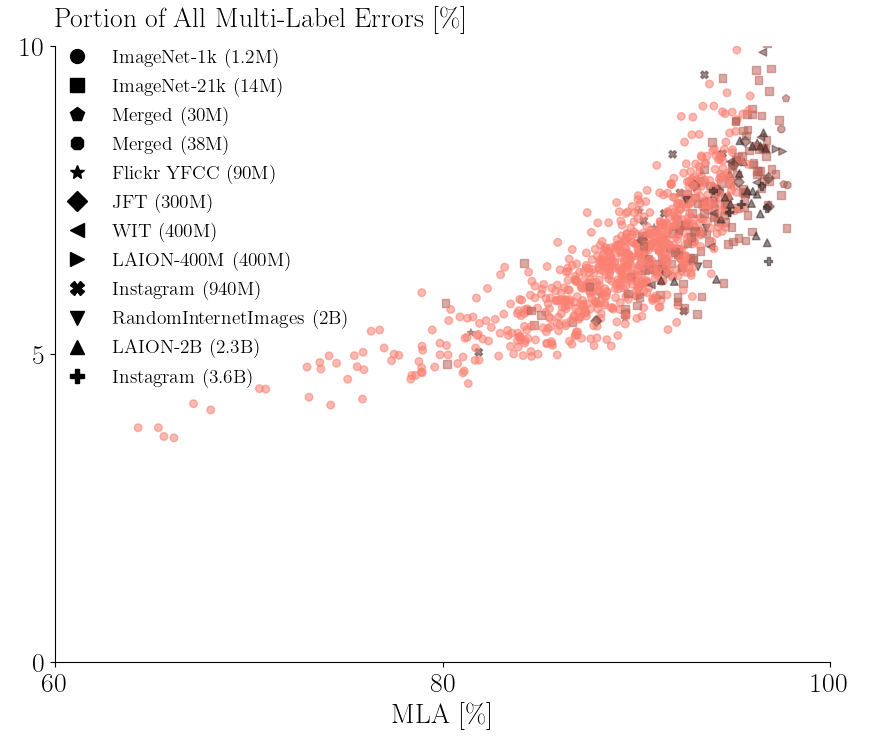 Portion of All Multi-Label Errors [%]
10
ImageNet-1k (1.2M)
ImageNet-21k (14M)
Merged (30M)
Merged (38M)
Flickr YFCC (90M)
JFT (300M)
WIT (400M)
LAION-400M (400M)
Instagram (940M)
RandomInternetImages (2B)
LAION-2B (2.3B)
Instagram (3.6B)
5
0
60 80 100
MLA [%]